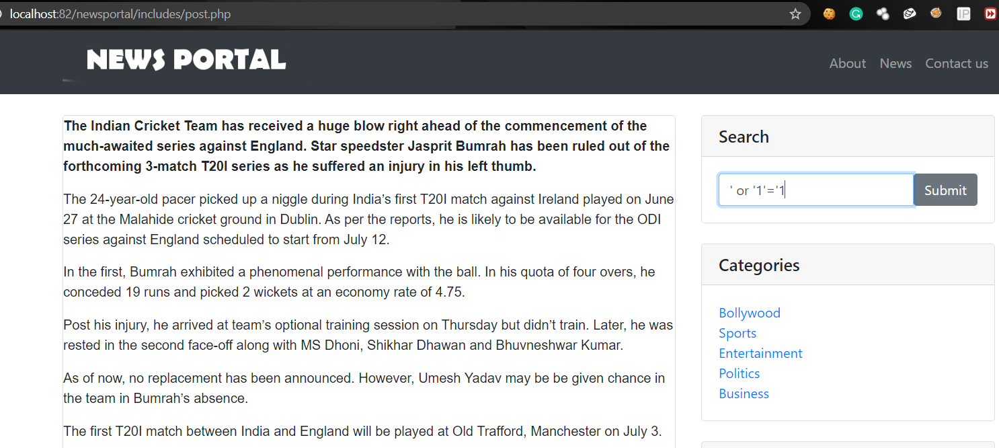 localhost:82/newsportal/includes/post.php
IP
NEWS PORTAL
About News Contact us
The Indian Cricket Team has received a huge blow right ahead of the commencement of the
much-awaited series against England. Star speedster Jasprit Bumrah has been ruled out of the
forthcoming 3-match T20I series as he suffered an injury in his left thumb.
The 24-year-old pacer picked up a niggle during India’s first T20I match against Ireland played on June
27 at the Malahide cricket ground in Dublin. As per the reports, he is likely to be available for the ODI
series against England scheduled to start from July 12.
In the first, Bumrah exhibited a phenomenal performance with the ball. In his quota of four overs, he
conceded 19 runs and picked 2 wickets at an economy rate of 4.75.
Post his injury, he arrived at team’s optional training session on Thursday but didn’t train. Later, he was
rested in the second face-off along with MS Dhoni, Shikhar Dhawan and Bhuvneshwar Kumar.
As of now, no replacement has been announced. However, Umesh Yadav may be be given chance in
the team in Bumrah’s absence.
The first T20I match between India and England will be played at Old Trafford, Manchester on July 3.
Search
' or '1'='1
Submit
Categories
Bollywood
Sports
Entertainment
Politics
Business